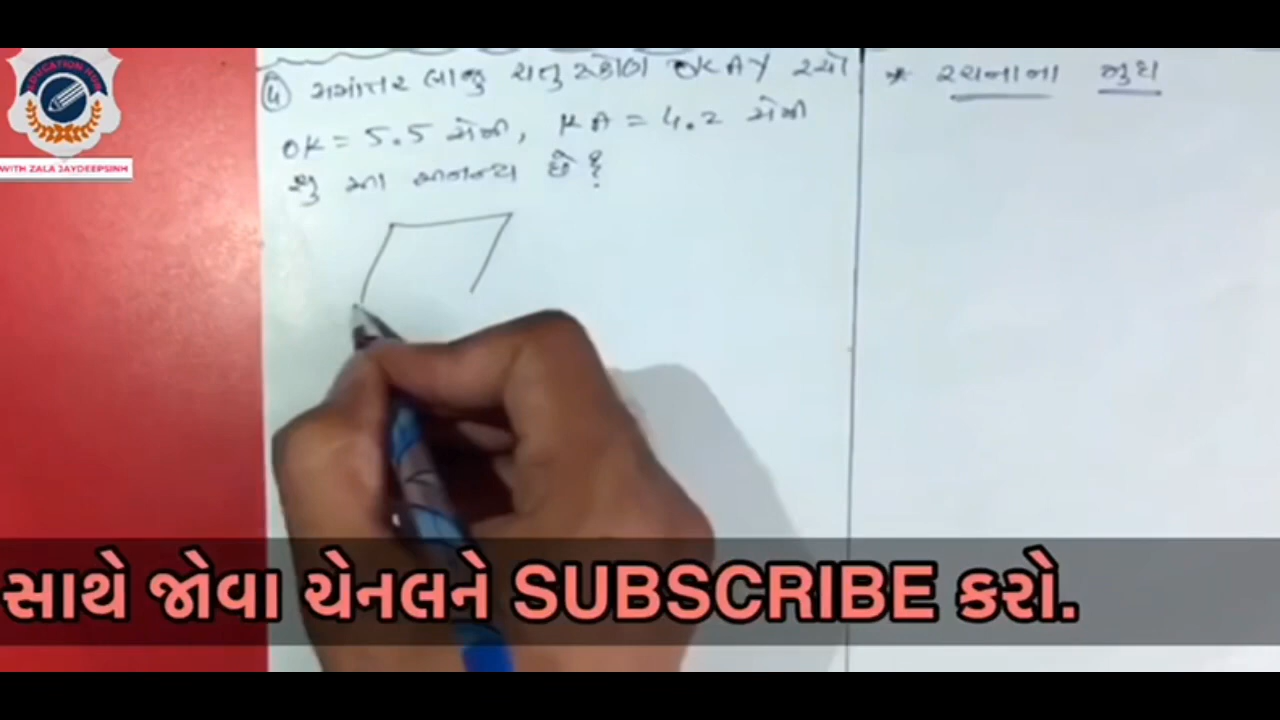 EDUCATION HUB
WITH ZALA JAYDEEPSINH
૫ સમાંતર બાજુ ચતુષ્કોણ OKAY રચો
OK = 5.5 સેમી, KA = 4.2 સેમી
શુ આ અનન્ય છે?
* રચનાના મુદ્દા
સાથે જોવા ચેનલને SUBSCRIBE કરો.